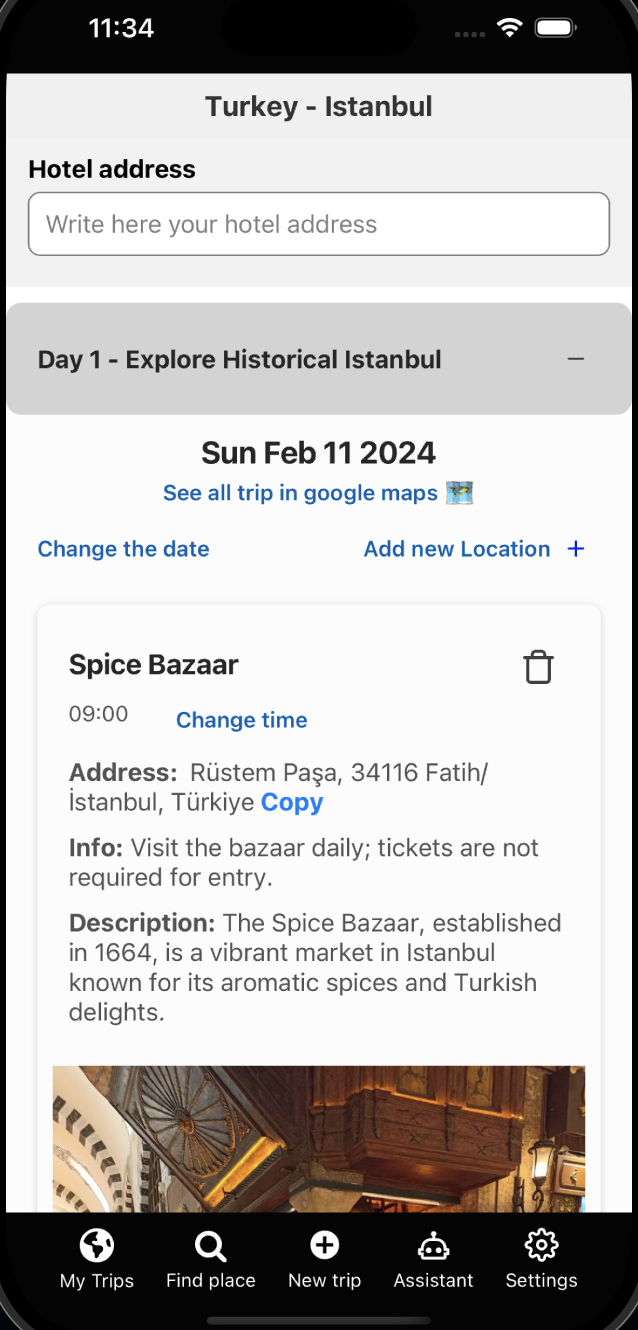 11:34
Turkey - Istanbul
Hotel address
Write here your hotel address
Day 1 - Explore Historical Istanbul
Sun Feb 11 2024
See all trip in google maps 🗺️
Change the date
Add new Location +
Spice Bazaar
09:00
Change time
Address: Rüstem Paşa, 34116 Fatih/
İstanbul, Türkiye Copy
Info: Visit the bazaar daily; tickets are not
required for entry.
Description: The Spice Bazaar, established
in 1664, is a vibrant market in Istanbul
known for its aromatic spices and Turkish
delights.
My Trips
Find place
New trip
Assistant
Settings